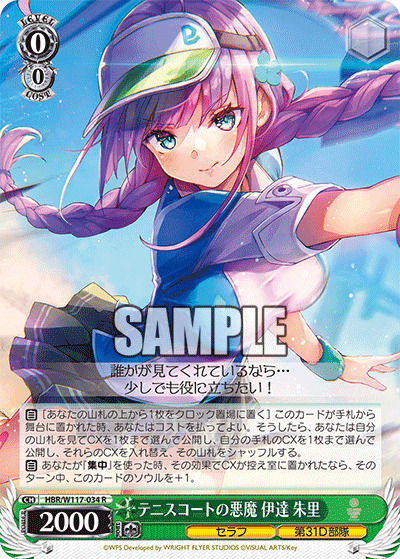 LEVEL
0
0
COST
SAMPLE
誰かが見てくれているなら…
少しでも役に立ちたい！
自［あなたの山札の上から1枚をクロック置場に置く］このカードが手札から
舞台に置かれた時、あなたはコストを払ってよい。そうしたら、あなたは自分
の山札を見てCXを1枚まで選んで公開し、自分の手札のCXを1枚まで選んで
公開し、それらのCXを入れ替え、その山札をシャッフルする。
自 あなたが「集中」を使った時、その効果でCXが控え室に置かれたなら、その
ターン中、このカードのソウルを＋1。
CH HBR/W117-034 R
テニスコートの悪魔 伊達 朱里
2000
セラフ
第31D部隊
©WFS Developed by WRIGHT FLYER STUDIOS ©VISUAL ARTS/Key